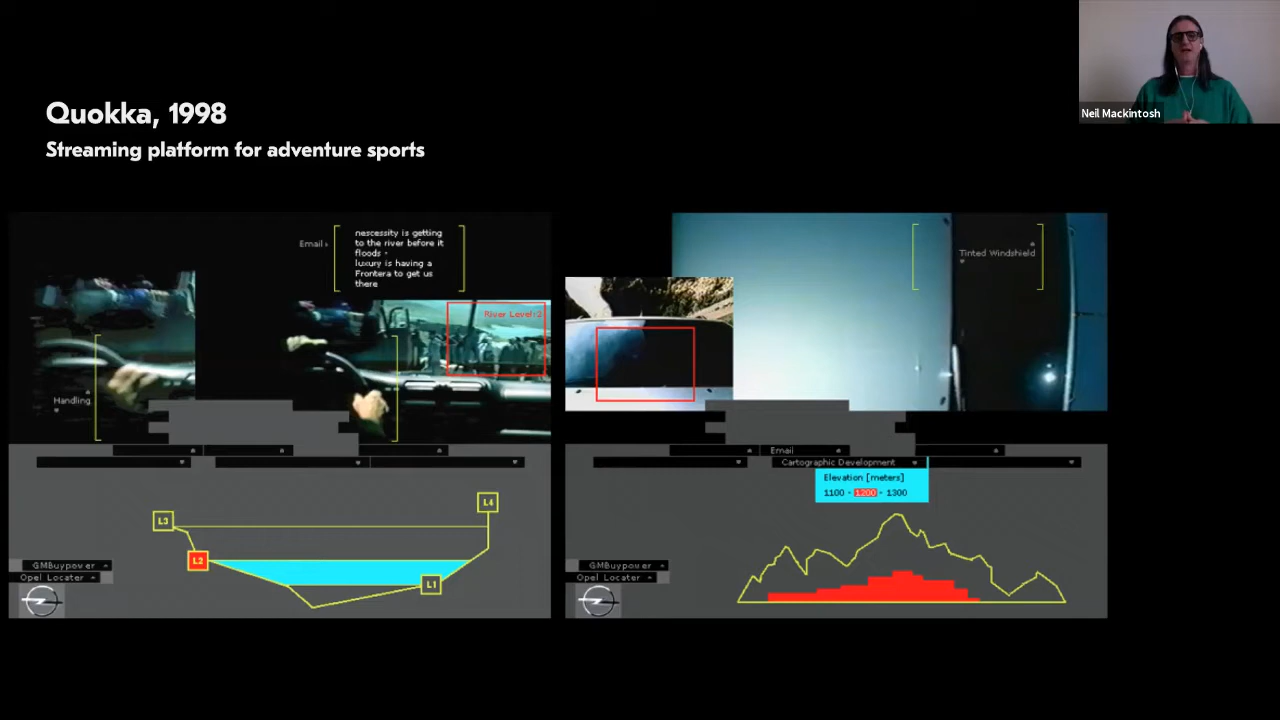 Quokka, 1998
Streaming platform for adventure sports
Neil Mackintosh
Email
nescessity is getting
to the river before it
floods -
luxury is having a
Frontera to get us
there
River Level:2
Handling
L4
L3
L2
L1
GMBuypower
Opel Locater
Tinted Windshield
Email
Cartographic Development
Elevation [meters]
1100 - 1200 - 1300
GMBuypower
Opel Locater